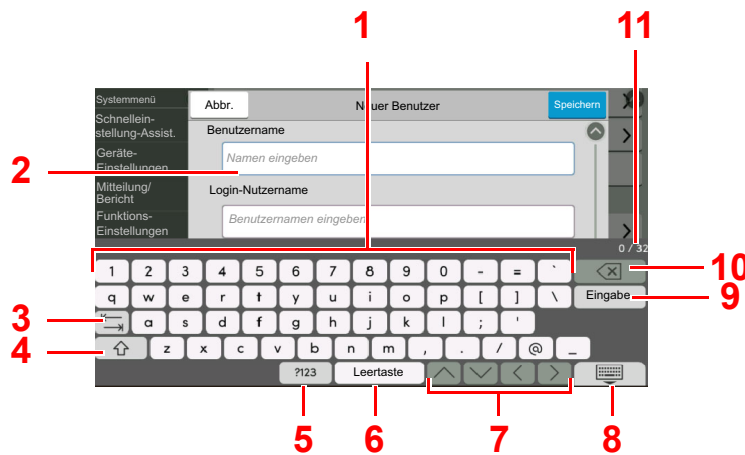 1
11
Systemmenü
Abbr.
Neuer Benutzer
Speichern
Schnellein-
stellung-Assist.
Benutzername
Geräte-
Einstellungen
2
Namen eingeben
Mitteilung/
Bericht
Login-Nutzername
Funktions-
Einstellungen
Benutzernamen eingeben
0 / 32
1 2 3 4 5 6 7 8 9 0 - = `
10
q w e r t y u i o p [ ] \ Eingabe
9
3
a s d f g h j k l ; '
4
z x c v b n m , . / @ _
?123 Leertaste
5 6 7 8